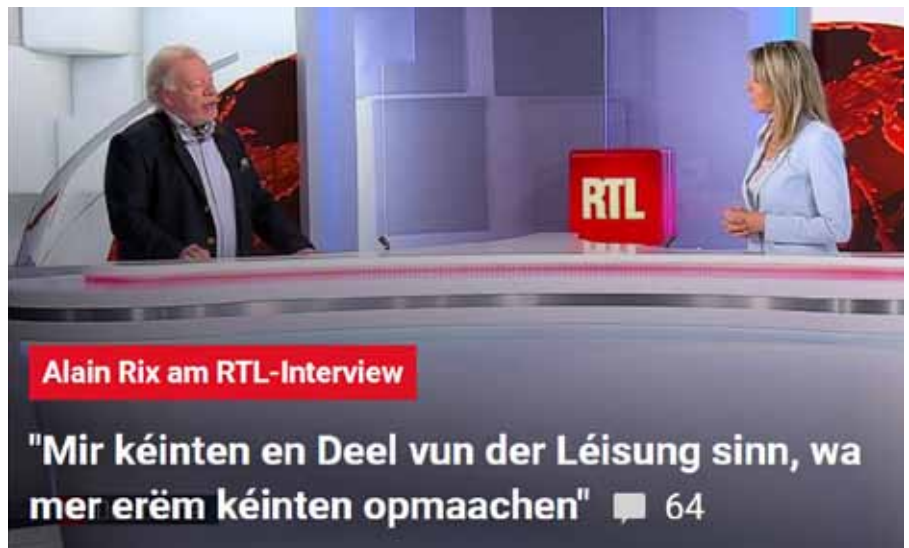 RTL
Alain Rix am RTL-Interview
"Mir kéinten en Deel vun der Léisung sinn, wa
mer erëm kéinten opmaachen" 64